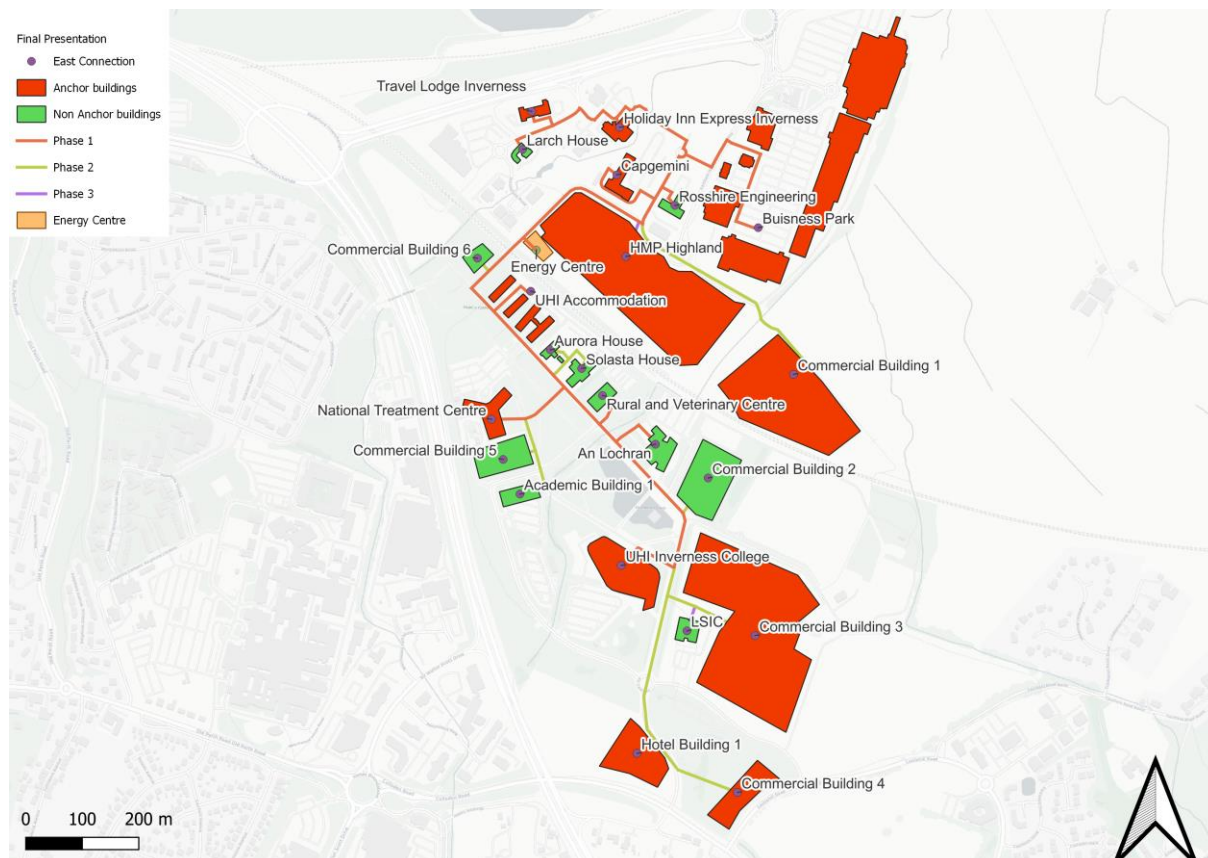 Final Presentation
East Connection
Anchor buildings
Non Anchor buildings
Phase 1
Phase 2
Phase 3
Energy Centre
Travel Lodge Inverness
Holiday Inn Express Inverness
Larch House
Capgemini
Rosshire Engineering
Buisness Park
Commercial Building 6
HMP Highland
Energy Centre
UHI Accommodation
Aurora House
Solasta House
Commercial Building 1
Rural and Veterinary Centre
National Treatment Centre
Commercial Building 5
An Lochran
Commercial Building 2
Academic Building 1
UHI Inverness College
LSIC
Commercial Building 3
Hotel Building 1
Commercial Building 4
0 100 200 m